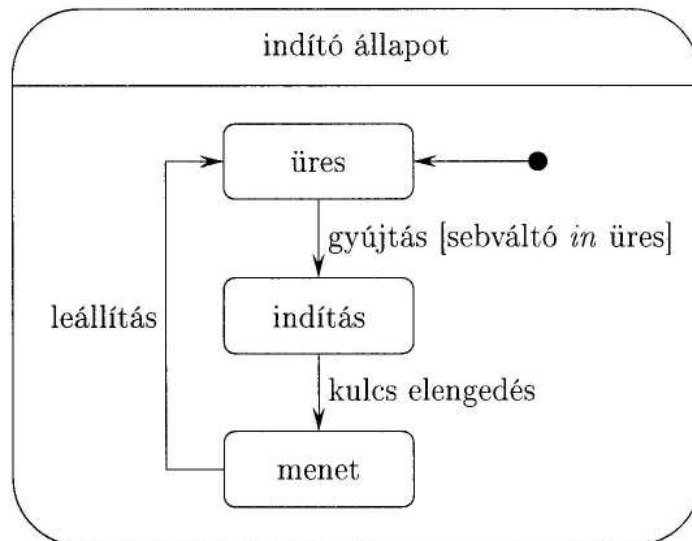 indító állapot
üres
gyújtás [sebváltó in üres]
indítás
leállítás
kulcs elengedés
menet